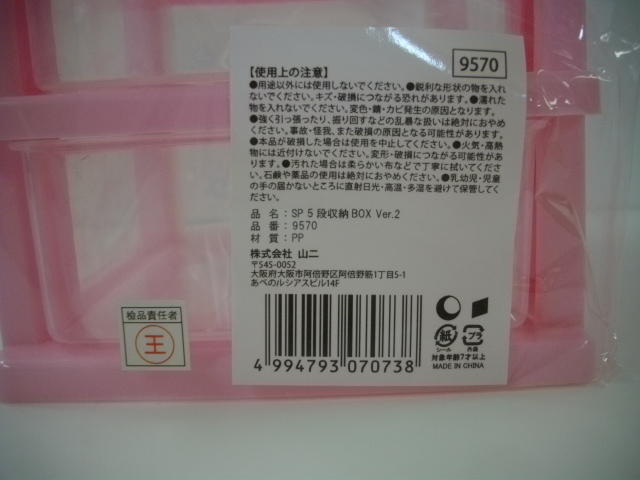 9570
【使用上の注意】
●用途以外には使用しないでください。●鋭利な形状の物を入れ
ないでください。キズ・破損につながる恐れがあります。●濡れた
物を入れないでください。変色・錆・カビ発生の原因となります。
●強く引っ張ったり、振り回すなどの乱暴な扱いは絶対におやめ
ください。事故・怪我、また破損の原因となる可能性があります。
●本品が破損した場合は使用を中止してください。●火気・高熱
物には近付けないでください。変形・破損につながる可能性があ
ります。●汚れた場合は柔らかい布などで丁寧に拭いてくださ
い。石鹸や薬品の使用は絶対におやめください。●乳幼児・児童
の手の届かないところに直射日光・高温・多湿を避けて保管してく
ださい。
品 名：SP 5 段収納 BOX Ver.2
品 番：9570
材 質：PP
株式会社 山二
〒545-0052
大阪府大阪市阿倍野区阿倍野筋1丁目5-1
あべのルシアスビル14F
検品責任者
王
4 994793 070738
紙
シール
プラ
外装
対象年齢7才以上
MADE IN CHINA